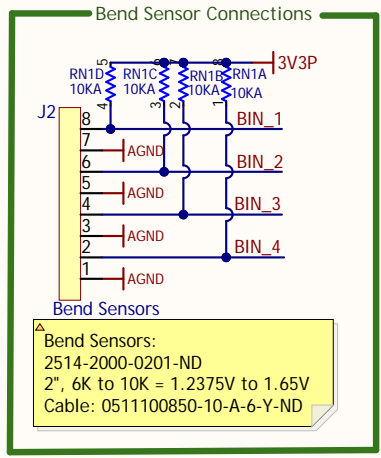 Bend Sensor Connections
3V3P
RN1D
10KA
RN1C
10KA
RN1B
10KA
RN1A
10KA
5
7
8
4
3
2
1
J2
8
BIN_1
7
AGND
6
BIN_2
5
AGND
4
BIN_3
3
AGND
2
BIN_4
1
AGND
Bend Sensors
Bend Sensors:
2514-2000-0201-ND
2", 6K to 10K = 1.2375V to 1.65V
Cable: 0511100850-10-A-6-Y-ND